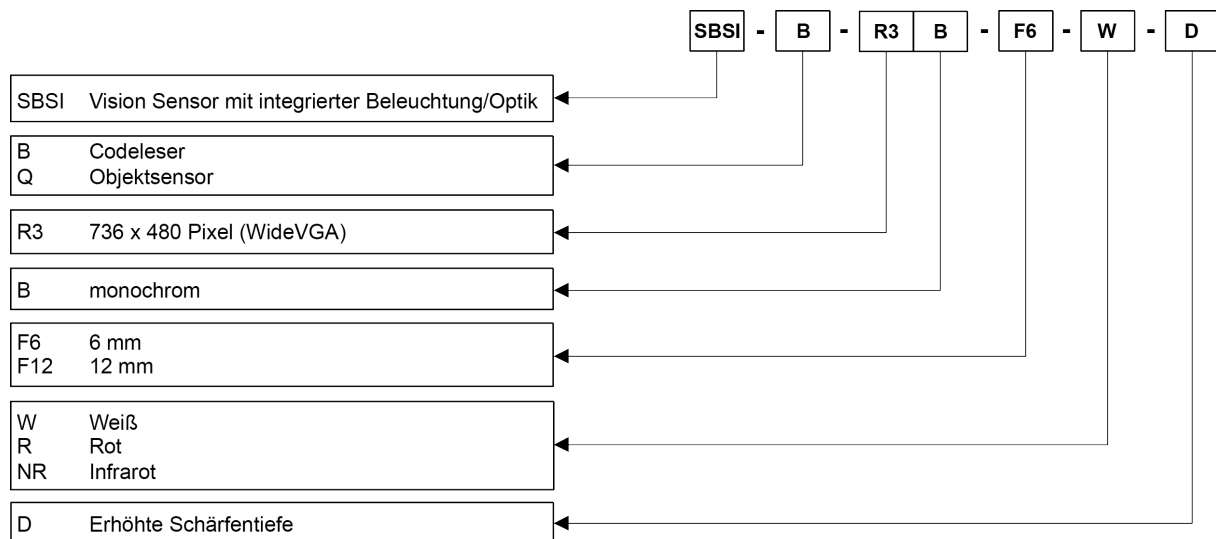 SBSI - B - R3 B - F6 - W - D
SBSI Vision Sensor mit integrierter Beleuchtung/Optik
B Codeleser
Q Objektsensor
R3 736 x 480 Pixel (WideVGA)
B monochrom
F6 6 mm
F12 12 mm
W Weiß
R Rot
NR Infrarot
D Erhöhte Schärfentiefe